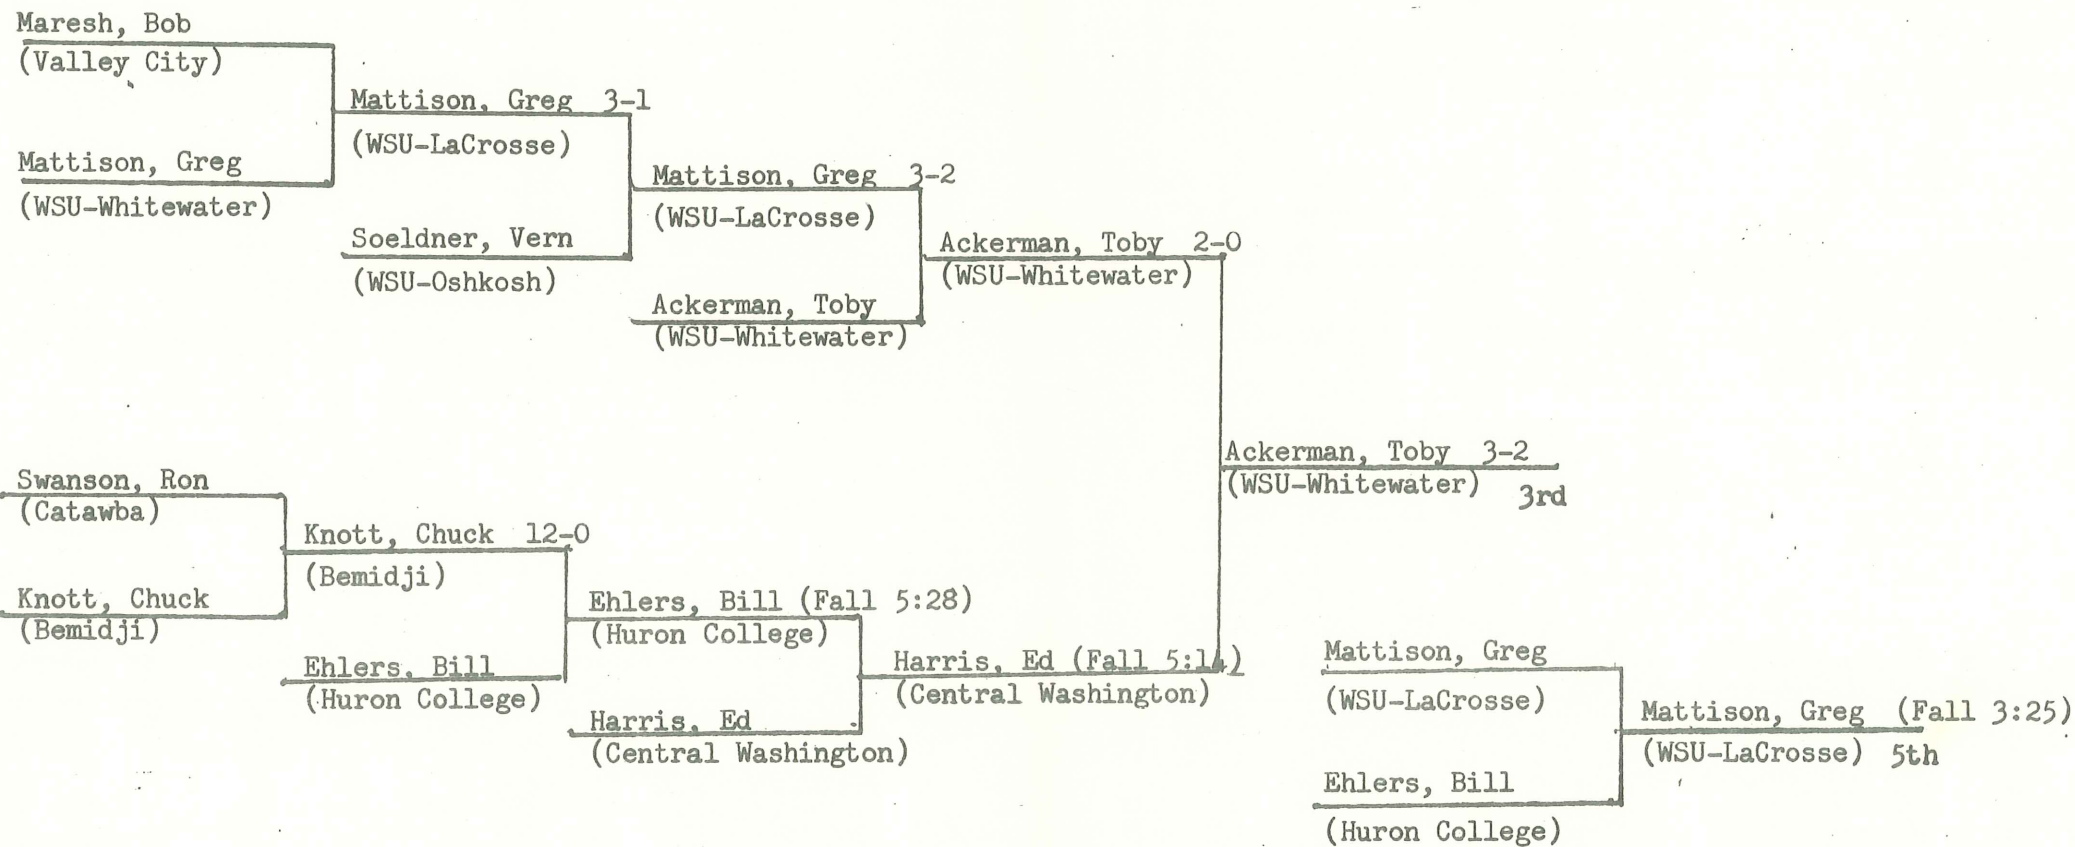 Maresh, Bob
(Valley City)
Mattison, Greg 3-1
(WSU-LaCrosse)
Mattison, Greg
(WSU-Whitewater)
Mattison, Greg 3-2
(WSU-LaCrosse)
Soeldner, Vern
(WSU-Oshkosh)
Ackerman, Toby 2-0
(WSU-Whitewater)
Ackerman, Toby
(WSU-Whitewater)
Ackerman, Toby 3-2
(WSU-Whitewater) 3rd
Swanson, Ron
(Catawba)
Knott, Chuck 12-0
(Bemidji)
Knott, Chuck
(Bemidji)
Ehlers, Bill (Fall 5:28)
(Huron College)
Ehlers, Bill
(Huron College)
Harris, Ed (Fall 5:14)
(Central Washington)
Harris, Ed
(Central Washington)
Mattison, Greg
(WSU-LaCrosse)
Mattison, Greg (Fall 3:25)
(WSU-LaCrosse) 5th
Ehlers, Bill
(Huron College)